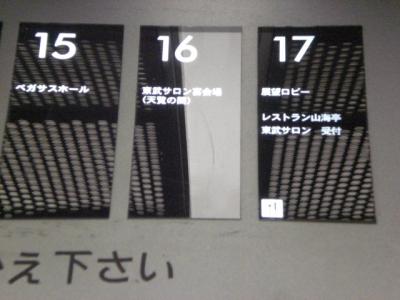 15
ペガサスホール
16
東武サロン宴会場
(天覧の間)
17
展望ロビー
レストラン山海亭
東武サロン 受付
え下さい